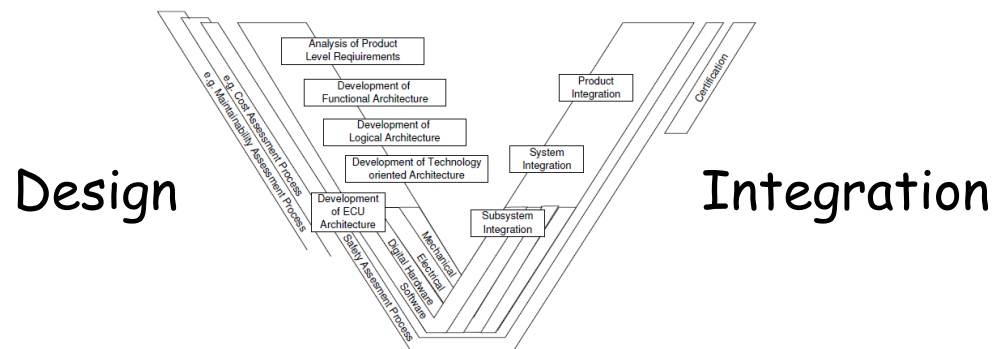 Analysis of Product
Level Reqiuirements
Development of
Functional Architecture
Development of
Logical Architecture
Development of Technology
oriented Architecture
Development
of ECU
Architecture
e.g. Cost Assessment Process
e.g. Maintainability Assessment Process
Safety Assesment Process
Mechanical
Electrical
Digital Hardware
Software
Product
Integration
System
Integration
Subsystem
Integration
Certification
Design
Integration